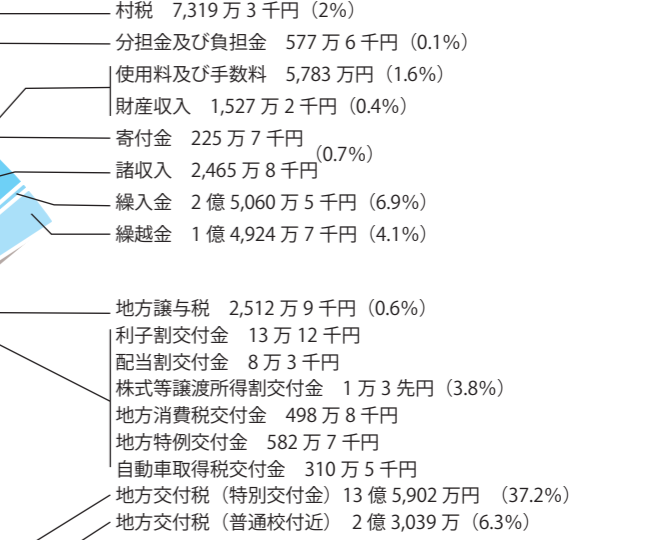 村税　7,319 万 3 千円（2%）
分担金及び負担金　577 万 6 千円（0.1%）
使用料及び手数料　5,783 万円（1.6%）
財産収入　1,527 万 2 千円（0.4%）
寄付金　225 万 7 千円
（0.7%）
諸収入　2,465 万 8 千円
繰入金　2 億 5,060 万 5 千円（6.9%）
繰越金　1 億 4,924 万 7 千円（4.1%）
地方譲与税　2,512 万 9 千円（0.6%）
利子割交付金　13 万 12 千円
配当割交付金　8 万 3 千円
株式等譲渡所得割交付金　1 万 3 先円（3.8%）
地方消費税交付金　498 万 8 千円
地方特例交付金　582 万 7 千円
自動車取得税交付金　310 万 5 千円
地方交付税（特別交付金）13 億 5,902 万円　（37.2%）
地方交付税（普通校付近）　2 億 3,039 万（6.3%）